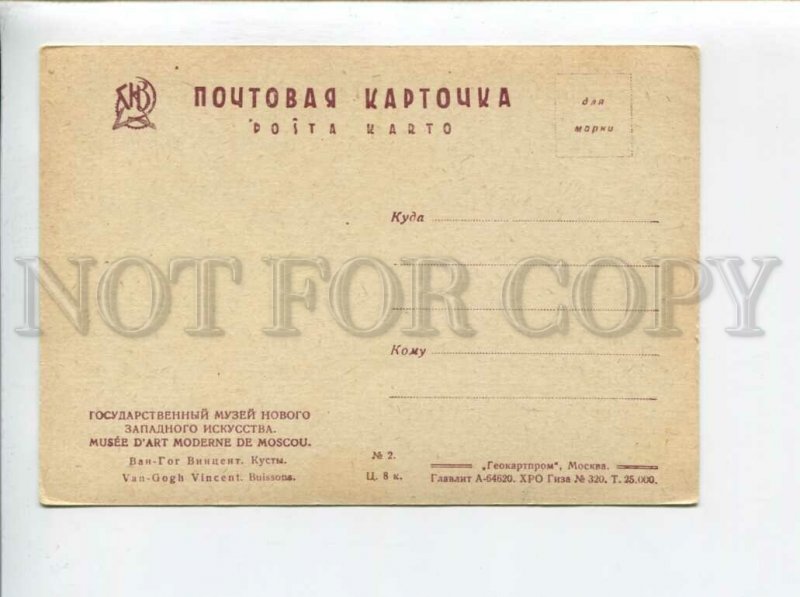 ПОЧТОВАЯ КАРТОЧКА
POŜTA KARTO
для
марки
Куда
NOT FOR COPY
Кому
ГОСУДАРСТВЕННЫЙ МУЗЕЙ НОВОГО
ЗАПАДНОГО ИСКУССТВА.
MUSÉE D'ART MODERNE DE MOSCOU.
Ван-Гог Винцент. Кусты.
Van-Gogh Vincent. Buissons.
№ 2.
Ц. 8 к.
„Геокартпром", Москва.
Главлит А-64620. ХРО Гиза № 320. Т. 25.000.